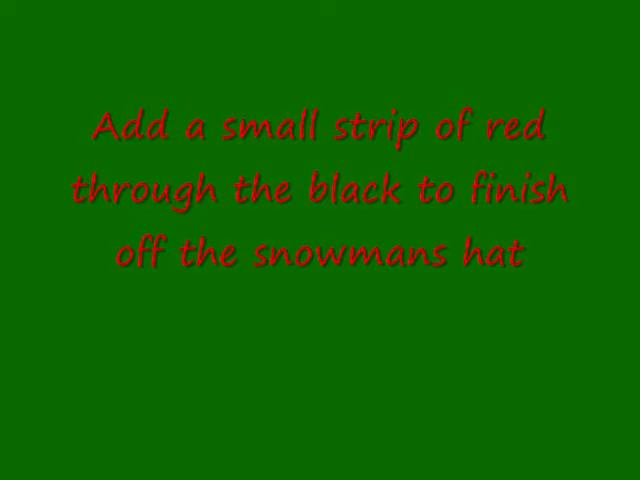 Add a small strip of red
through the black to finish
off the snowmans hat